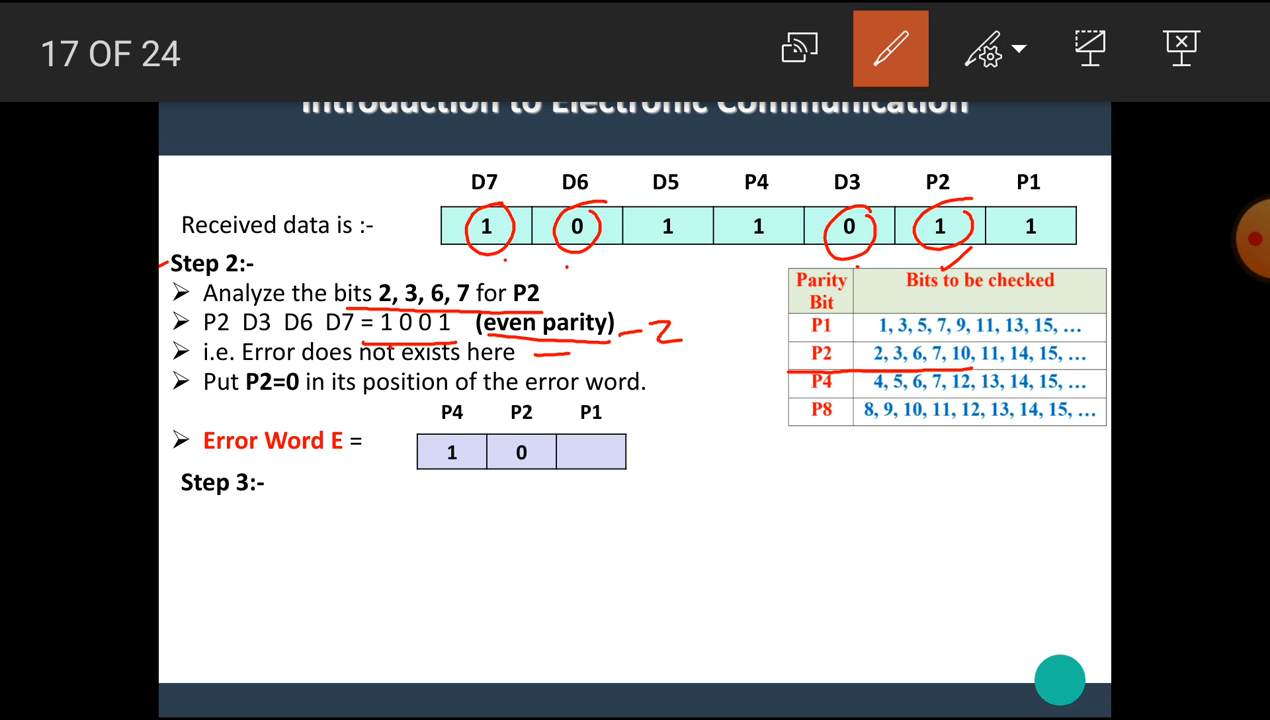 17 OF 24
Introduction to Electronic Communication
D7 D6 D5 P4 D3 P2 P1
Received data is :- 1 0 1 1 0 1 1
Step 2:-
➢ Analyze the bits 2, 3, 6, 7 for P2
➢ P2 D3 D6 D7 = 1 0 0 1 (even parity) - 2
➢ i.e. Error does not exists here
➢ Put P2=0 in its position of the error word.
P4 P2 P1
➢ Error Word E = 1 0
Step 3:-
Parity Bit Bits to be checked
P1 1, 3, 5, 7, 9, 11, 13, 15, ...
P2 2, 3, 6, 7, 10, 11, 14, 15, ...
P4 4, 5, 6, 7, 12, 13, 14, 15, ...
P8 8, 9, 10, 11, 12, 13, 14, 15, ...